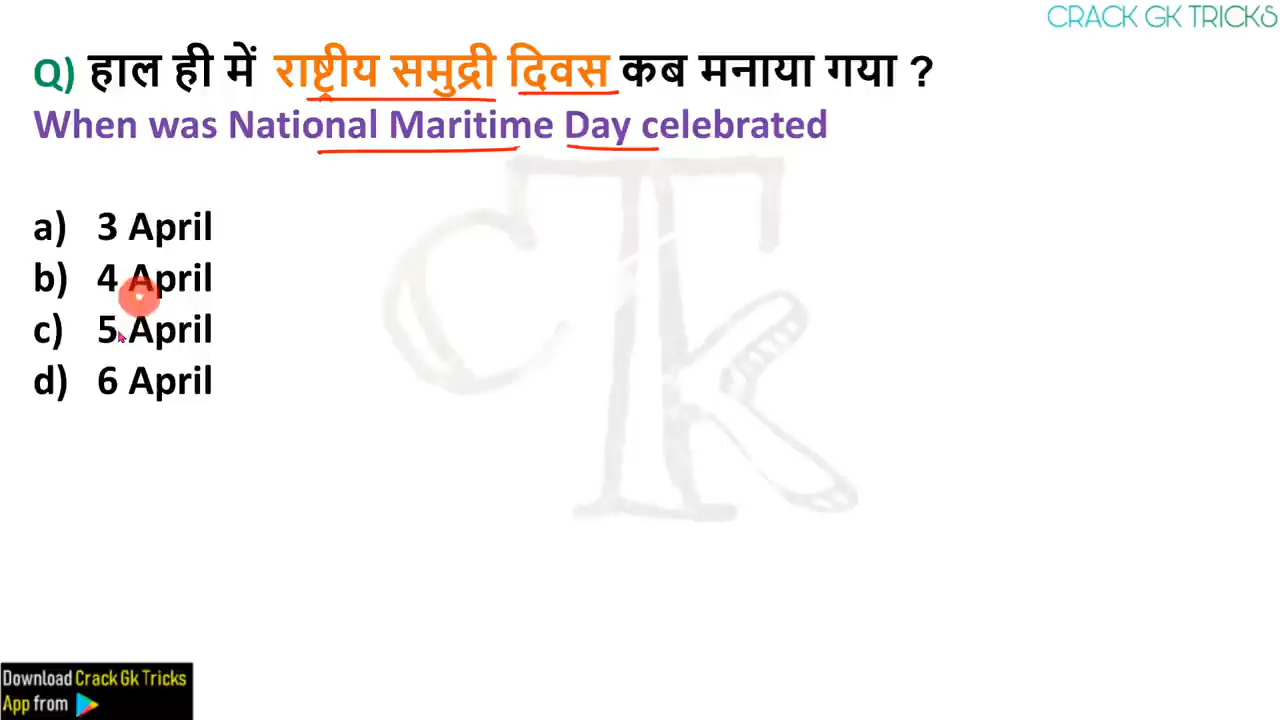 CRACK GK TRICKS
Q) हाल ही में राष्ट्रीय समुद्री दिवस कब मनाया गया ?
When was National Maritime Day celebrated
a) 3 April
b) 4 April
c) 5 April
d) 6 April
CTk
Download Crack Gk Tricks
App from